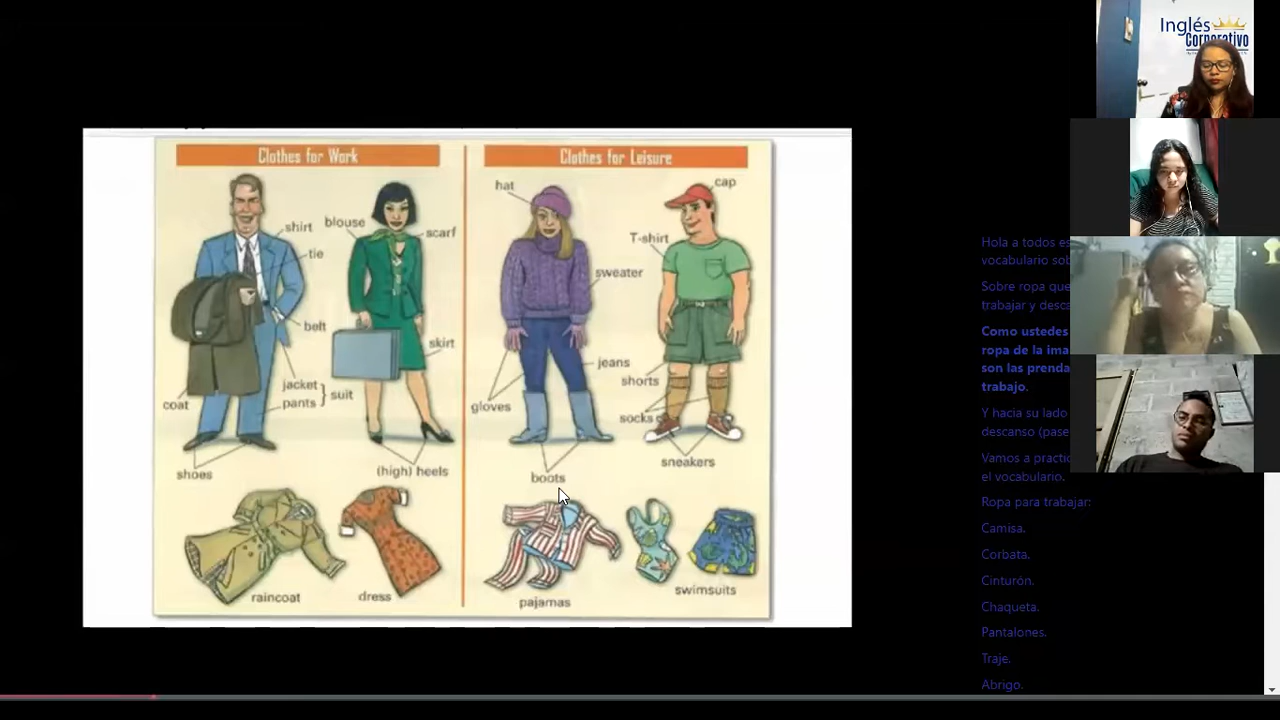 Inglés
Corporativo
Clothes for Work
Clothes for Leisure
hat
cap
shirt
blouse
scarf
T-shirt
tie
sweater
belt
skirt
jeans
shorts
jacket
pants
suit
coat
gloves
socks
shoes
(high) heels
sneakers
boots
raincoat
dress
pajamas
swimsuits
Hola a todos es
vocabulario sob
Sobre ropa que
trabajar y desca
Como ustedes
ropa de la ima
son las prenda
trabajo.
Y hacia su lado
descanso (pase
Vamos a practic
el vocabulario.
Ropa para trabajar:
Camisa.
Corbata.
Cinturón.
Chaqueta.
Pantalones.
Traje.
Abrigo.